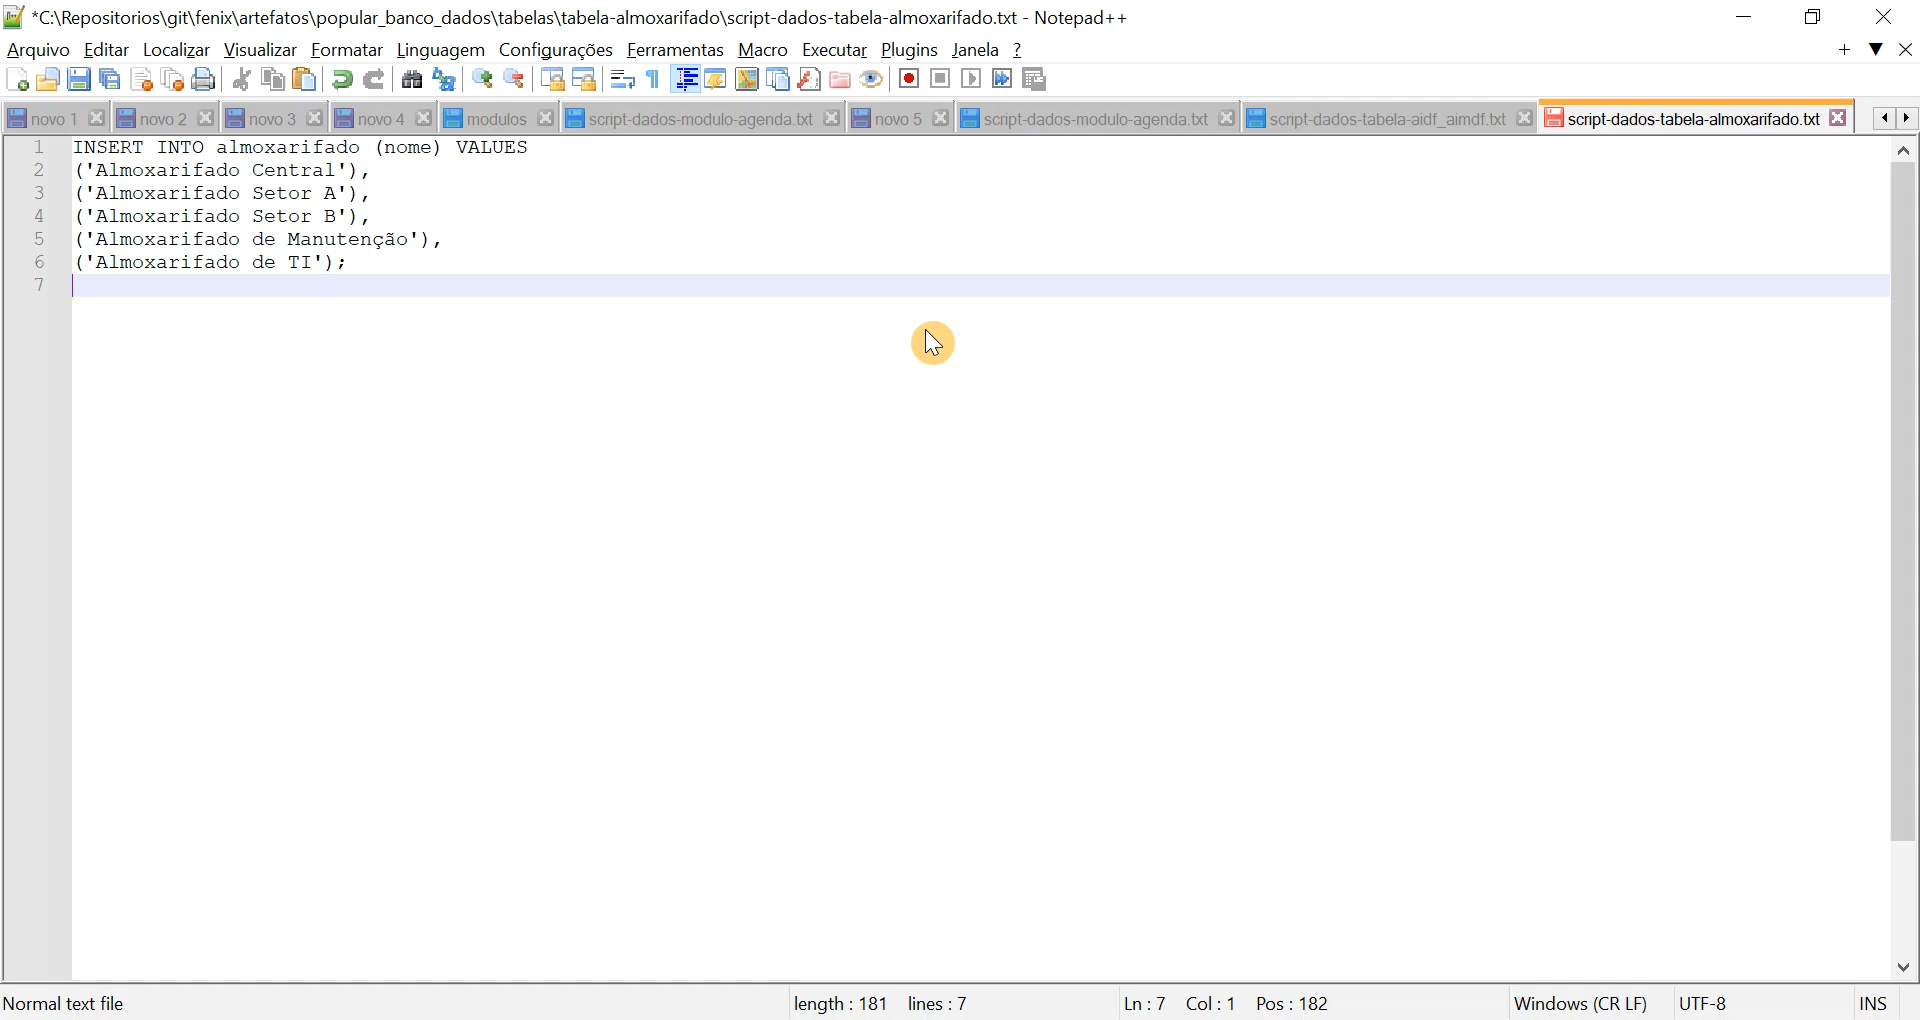 *C:\Repositorios\git\fenix\artefatos\popular_banco_dados\tabelas\tabela-almoxarifado\script-dados-tabela-almoxarifado.txt - Notepad++
Arquivo Editar Localizar Visualizar Formatar Linguagem Configurações Ferramentas Macro Executar Plugins Janela ?
novo 1 novo 2 novo 3 novo 4 modulos script-dados-modulo-agenda.txt novo 5 script-dados-modulo-agenda.txt script-dados-tabela-aidf_aimdf.txt script-dados-tabela-almoxarifado.txt
1 INSERT INTO almoxarifado (nome) VALUES
2 ('Almoxarifado Central'),
3 ('Almoxarifado Setor A'),
4 ('Almoxarifado Setor B'),
5 ('Almoxarifado de Manutenção'),
6 ('Almoxarifado de TI');
7
Normal text file length : 181 lines : 7 Ln : 7 Col : 1 Pos : 182 Windows (CR LF) UTF-8 INS